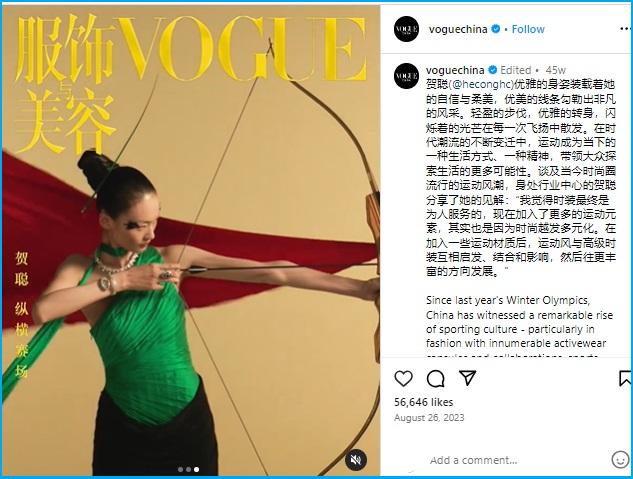 服饰与美容 VOGUE
贺聪 纵横赛场
voguechina • Follow
voguechina Edited • 45w
贺聪(@heconghc)优雅的身姿装载着她
的自信与柔美，优美的线条勾勒出非凡
的风采。轻盈的步伐，优雅的转身，闪
烁着的光芒在每一次飞扬中散发。在时
代潮流的不断变迁中，运动成为当下的
一种生活方式、一种精神，带领大众探
索生活的更多可能性。谈及当今时尚圈
流行的运动风潮，身处行业中心的贺聪
分享了她的见解：“我觉得时装最终是
为人服务的，现在加入了更多的运动元
素，其实也是因为时尚越发多元化。在
加入一些运动材质后，运动风与高级时
装互相启发、结合和影响，然后往更丰
富的方向发展。”
Since last year's Winter Olympics,
China has witnessed a remarkable rise
of sporting culture - particularly in
fashion with innumerable activewear
capsules and collaborations, sports
56,646 likes
August 26, 2023
Add a comment...